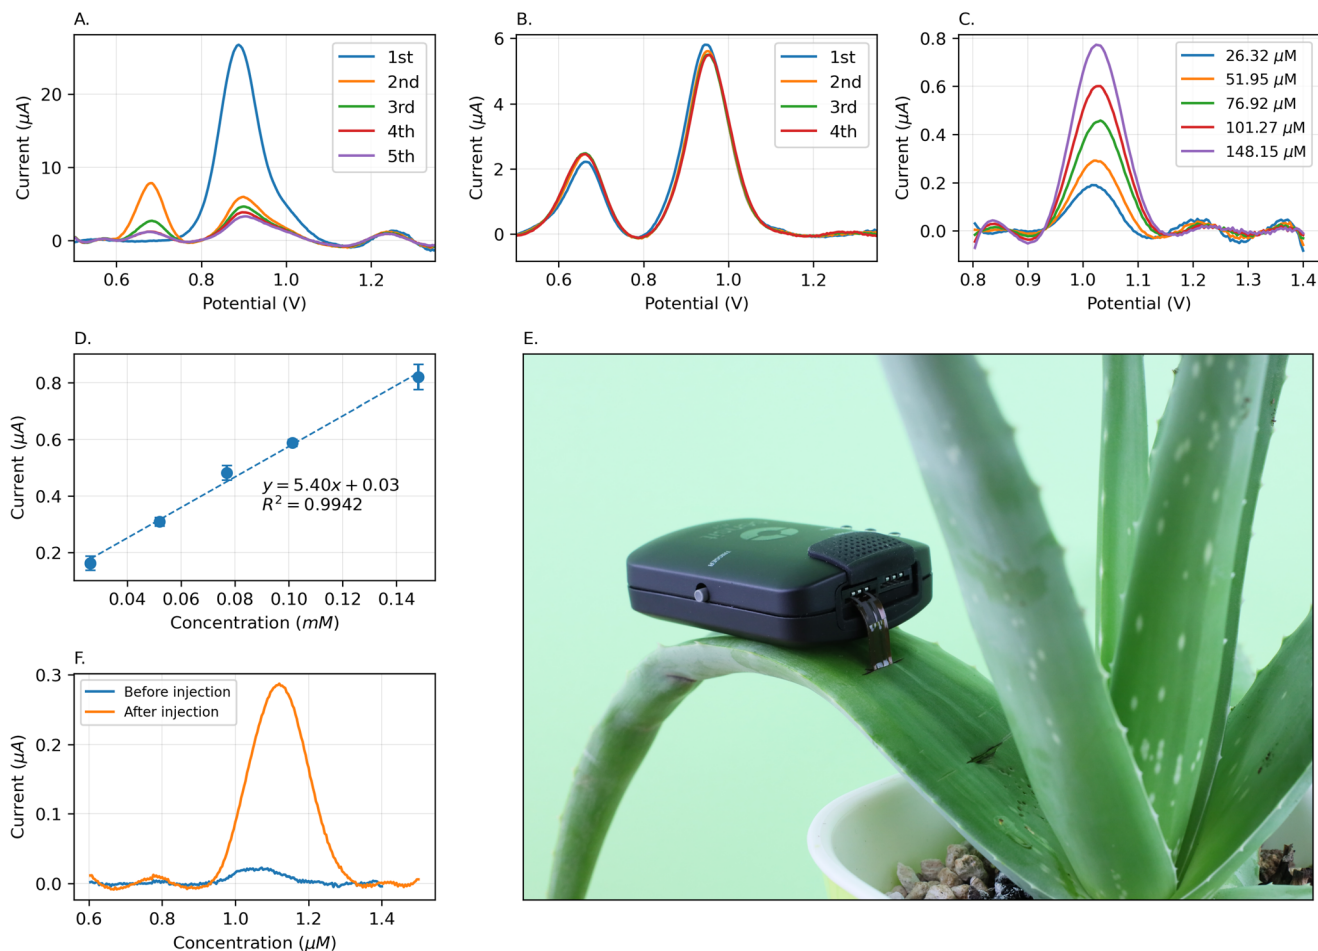 A.
Current (μA)
20
10
0
0.6
0.8
1.0
1.2
Potential (V)
1st
2nd
3rd
4th
5th
B.
Current (μA)
6
4
2
0
0.6
0.8
1.0
1.2
Potential (V)
1st
2nd
3rd
4th
C.
Current (μA)
0.8
0.6
0.4
0.2
0.0
0.8
0.9
1.0
1.1
1.2
1.3
1.4
Potential (V)
26.32 μM
51.95 μM
76.92 μM
101.27 μM
148.15 μM
D.
Current (μA)
0.8
0.6
0.4
0.2
0.04
0.06
0.08
0.10
0.12
0.14
Concentration (mM)
y = 5.40x + 0.03
R² = 0.9942
E.
F.
Current (μA)
0.3
0.2
0.1
0.0
0.6
0.8
1.0
1.2
1.4
Concentration (μM)
Before injection
After injection